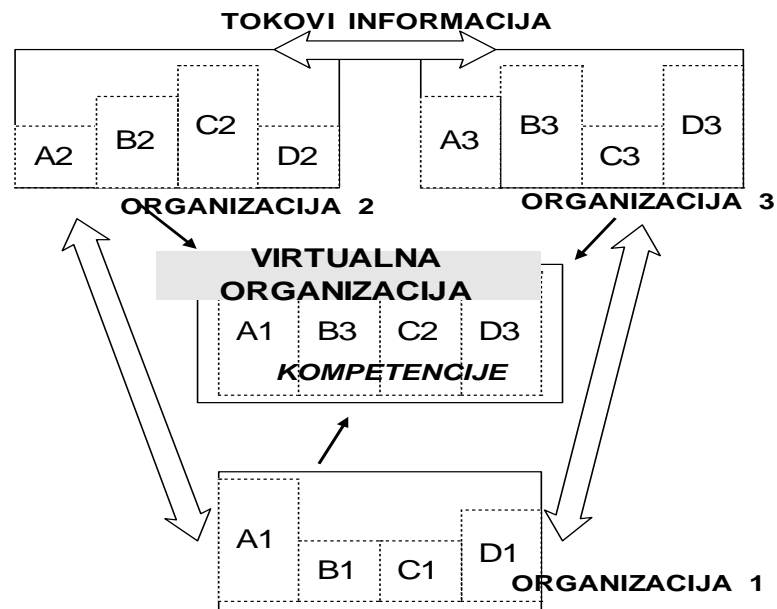 TOKOVI INFORMACIJA
A2 B2 C2 D2
A3 B3 C3 D3
ORGANIZACIJA 2
ORGANIZACIJA 3
VIRTUALNA
ORGANIZACIJA
A1 B3 C2 D3
KOMPETENCIJE
A1 B1 C1 D1
ORGANIZACIJA 1